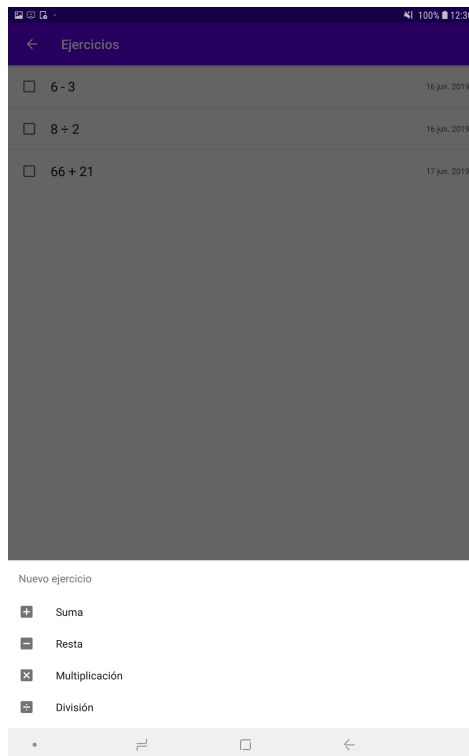 100% 12:30
Ejercicios
6 - 3 16 jun. 2019
8 ÷ 2 16 jun. 2019
66 + 21 17 jun. 2019
Nuevo ejercicio
Suma
Resta
Multiplicación
División